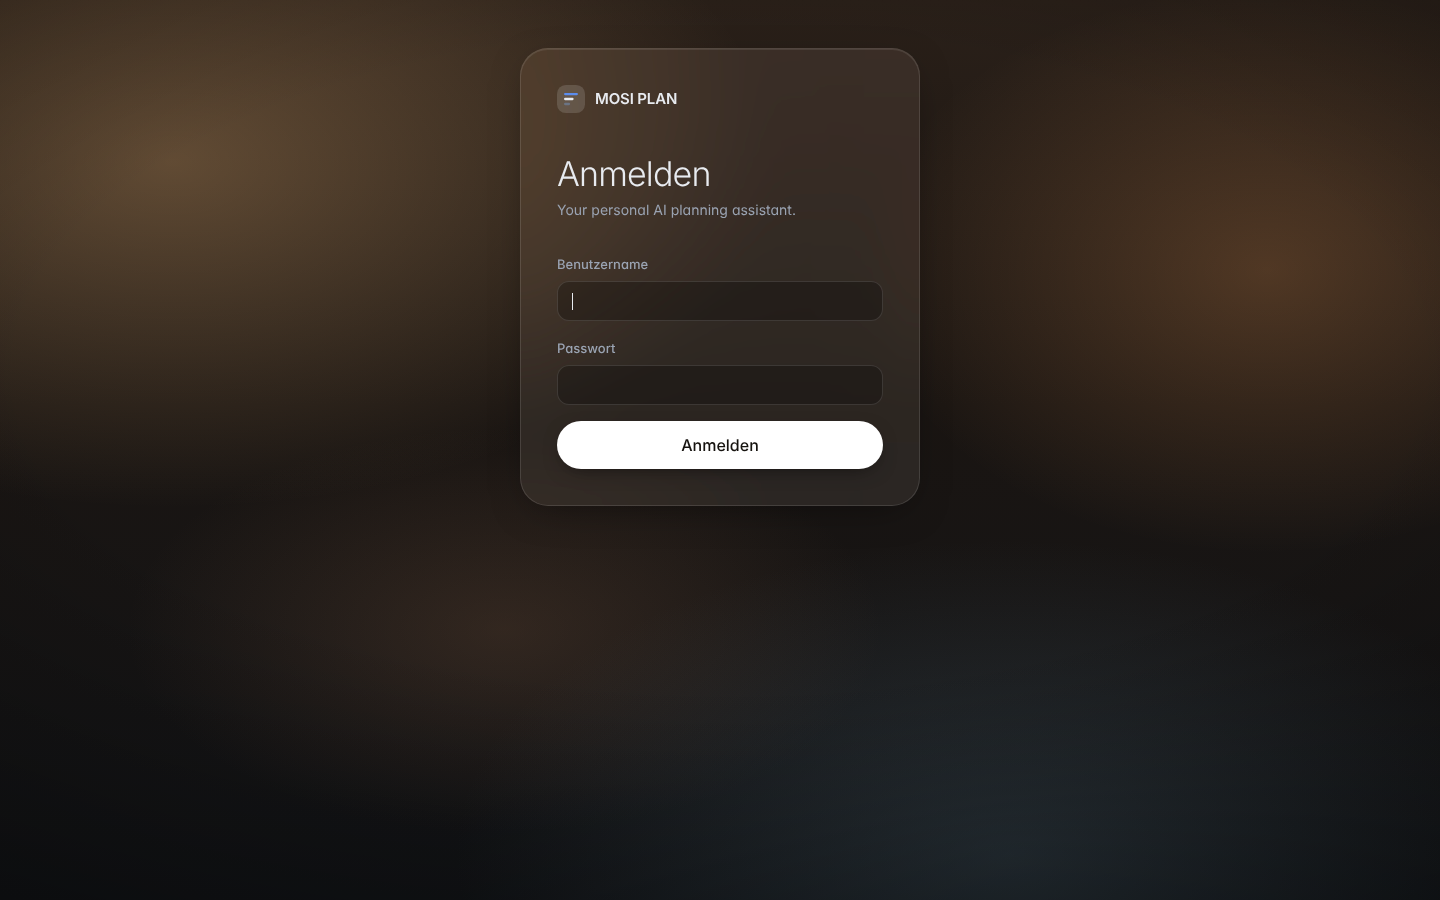 MOSI PLAN
Anmelden
Your personal AI planning assistant.
Benutzername
Passwort
Anmelden